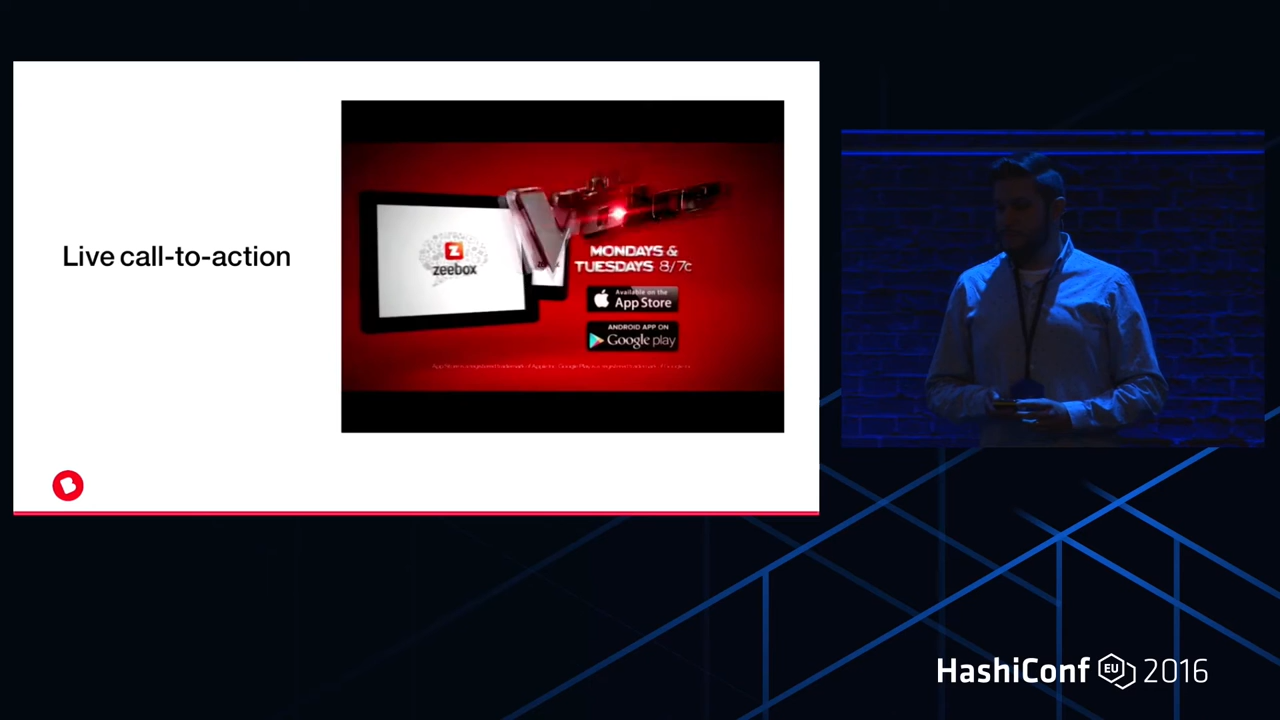 Live call-to-action
zeebox
MONDAYS &
TUESDAYS 8/7c
Available on the
App Store
ANDROID APP ON
Google play
HashiConf EU 2016